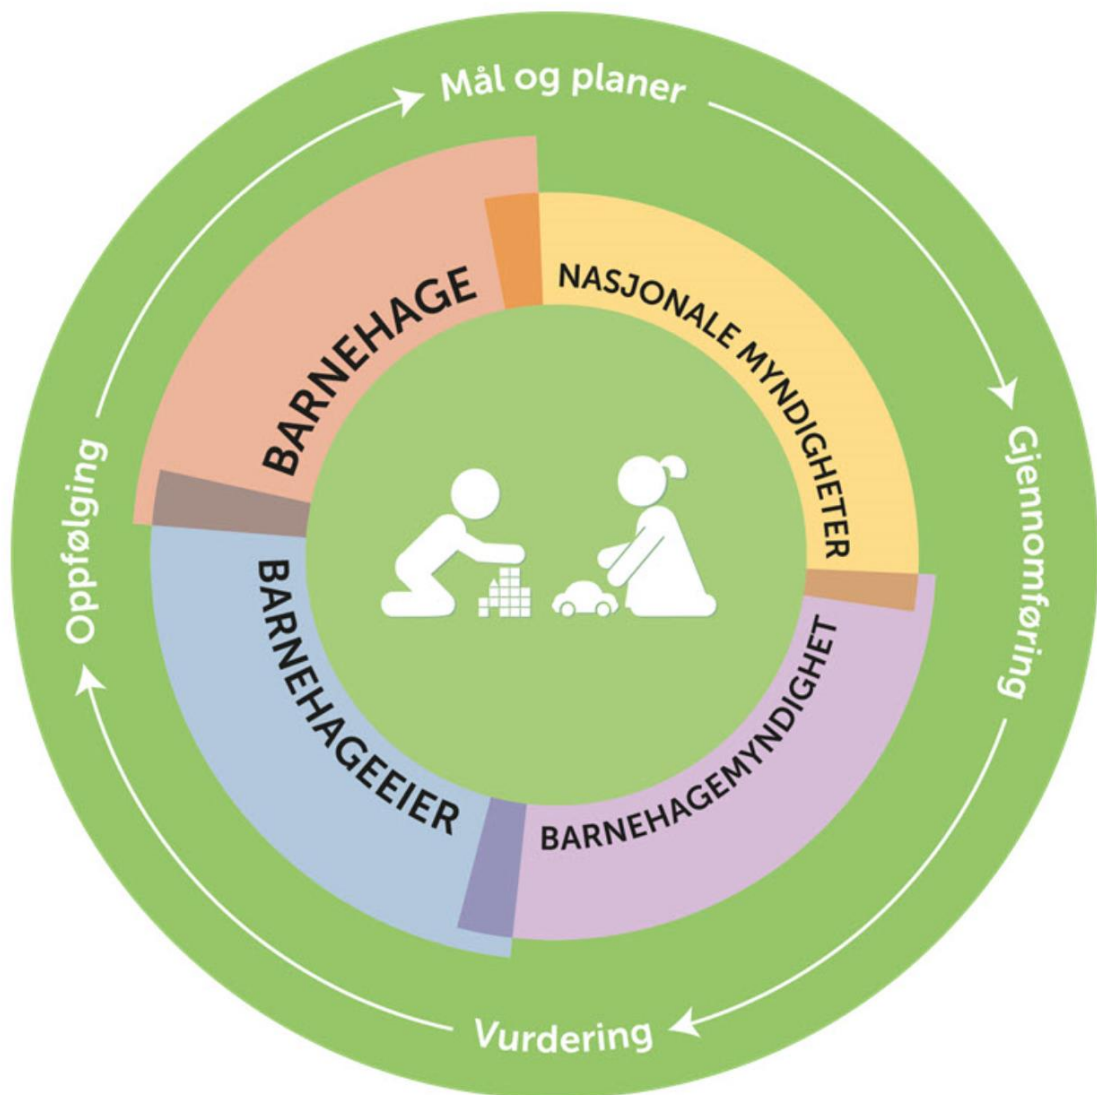 Mål og planer
Gjennomføring
Vurdering
Oppfølging
BARNEHAGE
NASJONALE MYNDIGHETER
BARNEHAGEMYNDIGHET
BARNEHAGEEIER